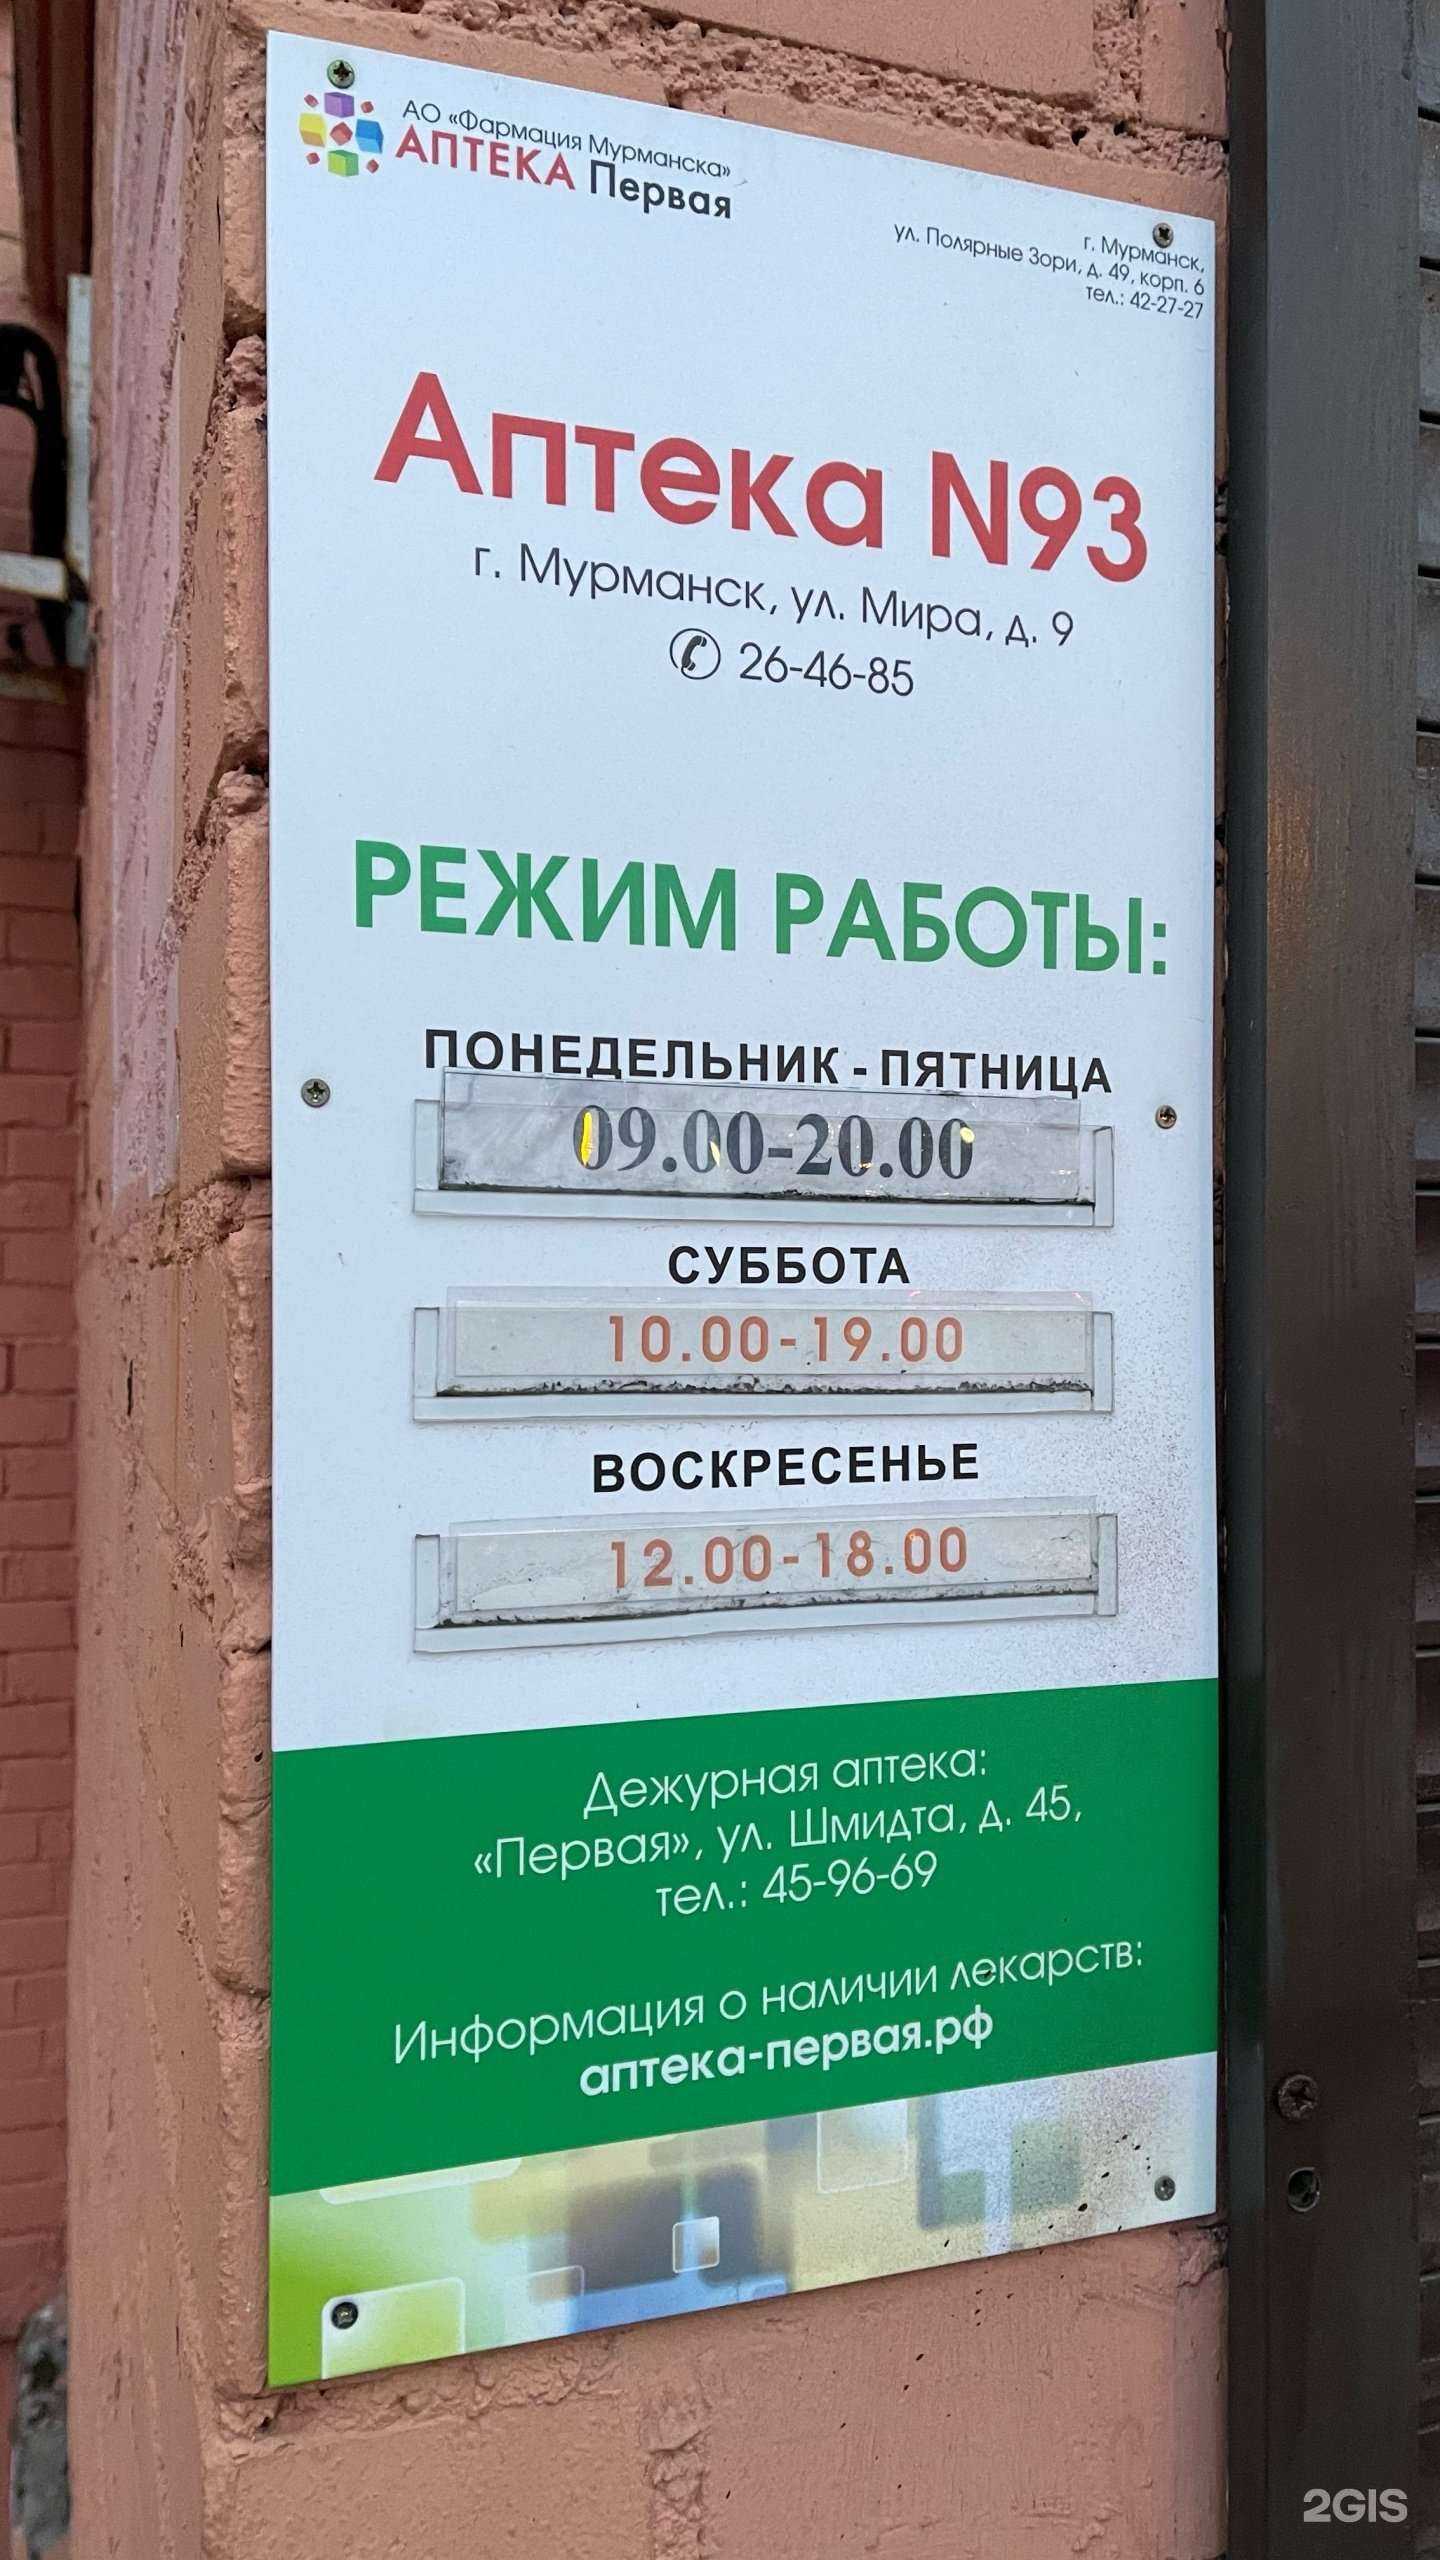 АО «Фармация Мурманска»
АПТЕКА Первая
г. Мурманск,
ул. Полярные Зори, д. 49, корп. 6
тел.: 42-27-27
Аптека N93
г. Мурманск, ул. Мира, д. 9
26-46-85
РЕЖИМ РАБОТЫ:
ПОНЕДЕЛЬНИК - ПЯТНИЦА
09.00-20.00
СУББОТА
10.00-19.00
ВОСКРЕСЕНЬЕ
12.00-18.00
Дежурная аптека:
«Первая», ул. Шмидта, д. 45,
тел.: 45-96-69
Информация о наличии лекарств:
аптека-первая.рф
2GIS